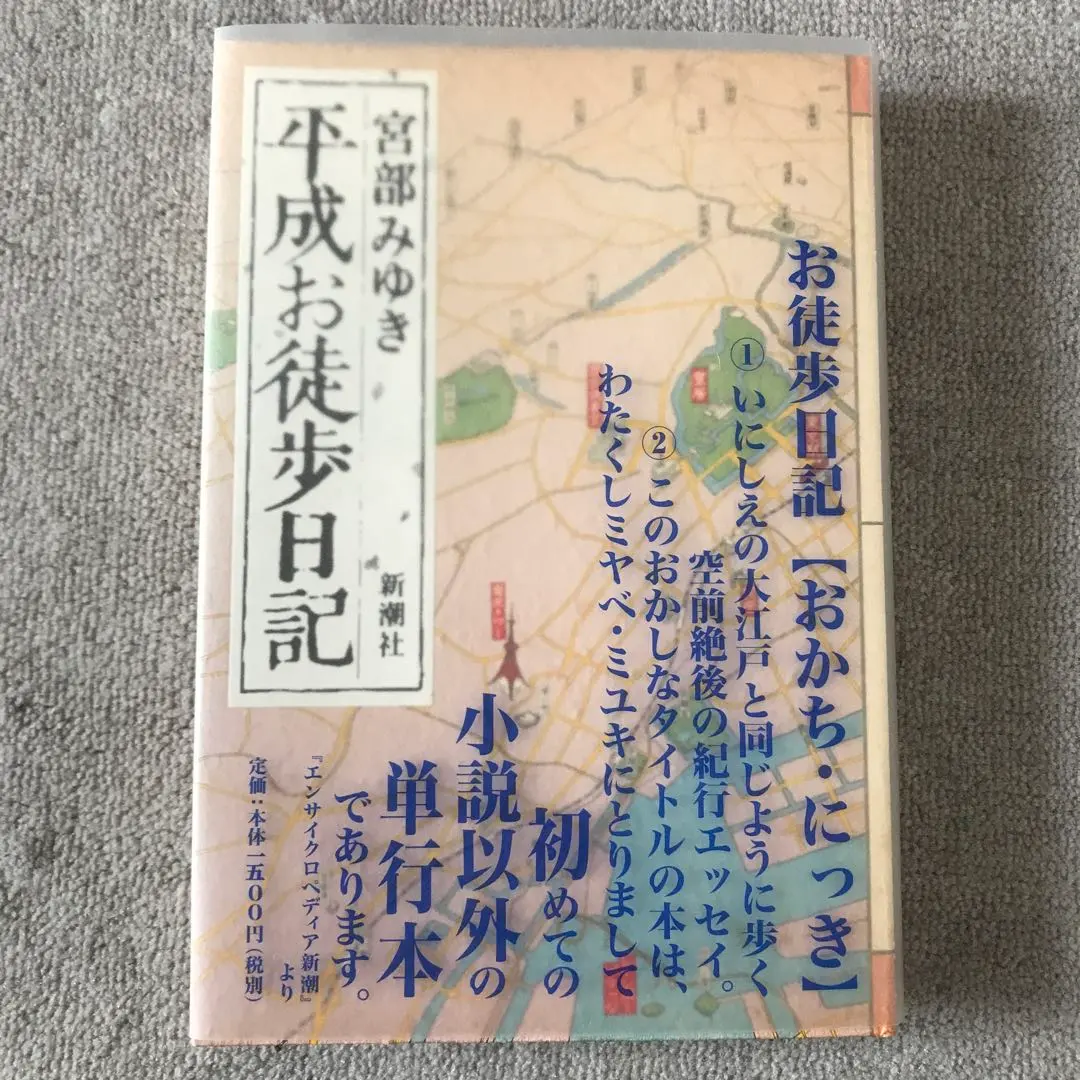 お徒歩日記【おかち・にっき】
①いにしえの大江戸と同じように歩く
空前絶後の紀行エッセイ。
②このおかしなタイトルの本は、
わたくしミヤベ・ミユキにとりまして
初めての
小説以外の
単行本
であります。
『エンサイクロペディア新潮』
より
定価：本体一五〇〇円（税別）
宮部みゆき
平成お徒歩日記
新潮社